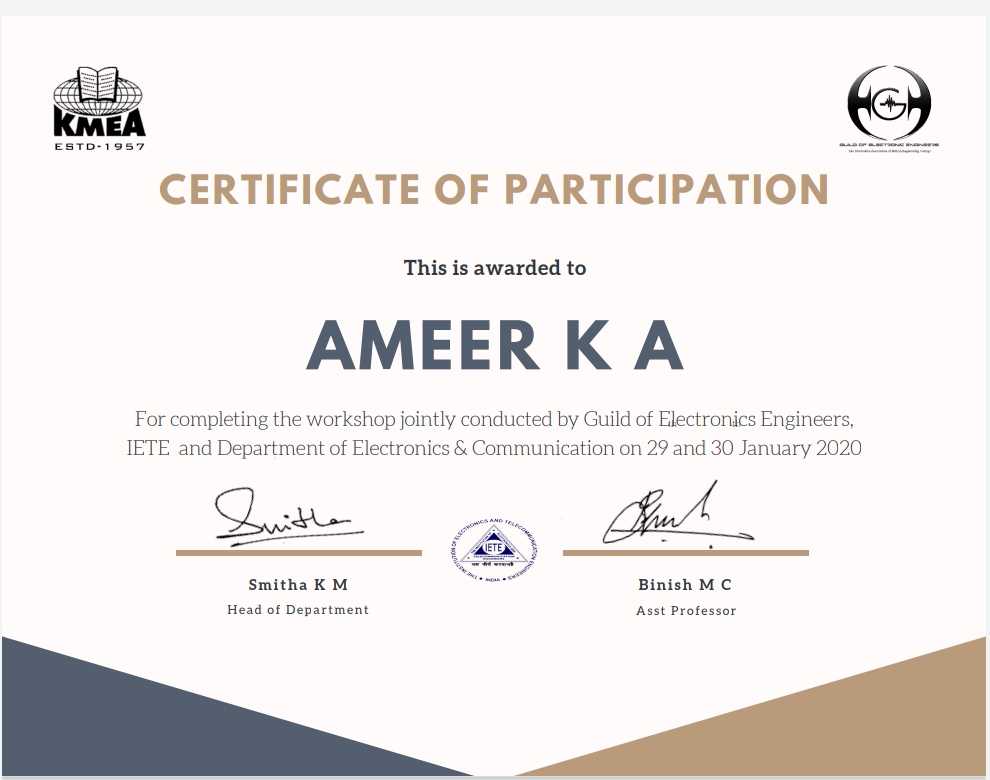 KMEA
ESTD-1957
GUILD OF ELECTRONIC ENGINEERS
CERTIFICATE OF PARTICIPATION
This is awarded to
AMEER K A
For completing the workshop jointly conducted by Guild of Electronics Engineers,
IETE and Department of Electronics & Communication on 29 and 30 January 2020
Smitha
THE INSTITUTION OF ELECTRONICS AND TELECOMMUNICATION ENGINEERS
IETE
INDIA
Smitha K M
Binish M C
Head of Department
Asst Professor